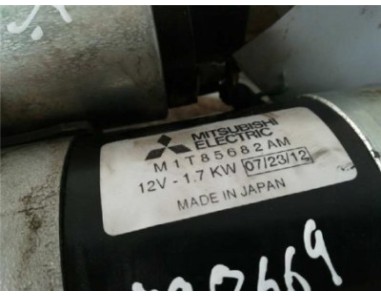 MITSUBISHI
ELECTRIC
M1T85682AM
12V-1.7 KW 07/23/12
MADE IN JAPAN